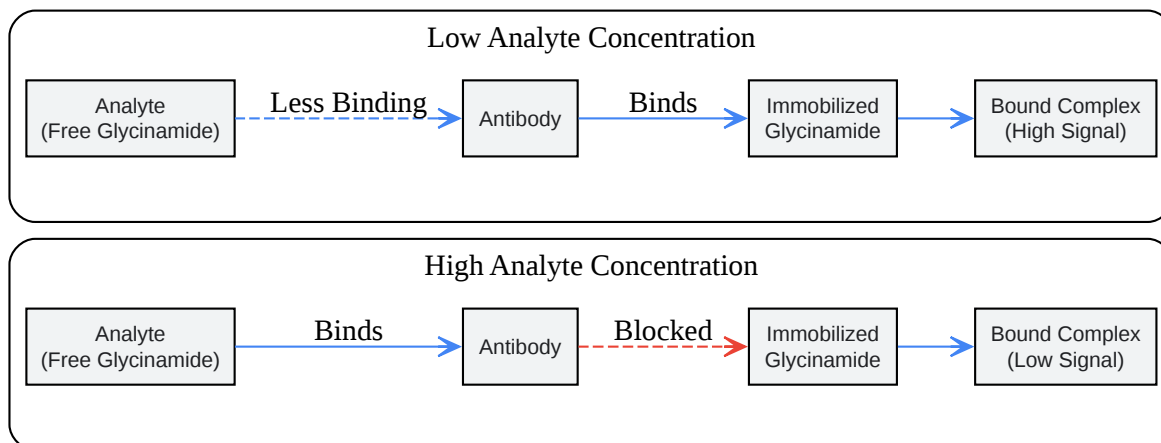 Low Analyte Concentration
Analyte
(Free Glycinamide)
Less Binding
Antibody
Binds
Immobilized
Glycinamide
Bound Complex
(High Signal)
High Analyte Concentration
Analyte
(Free Glycinamide)
Binds
Antibody
Blocked
Immobilized
Glycinamide
Bound Complex
(Low Signal)